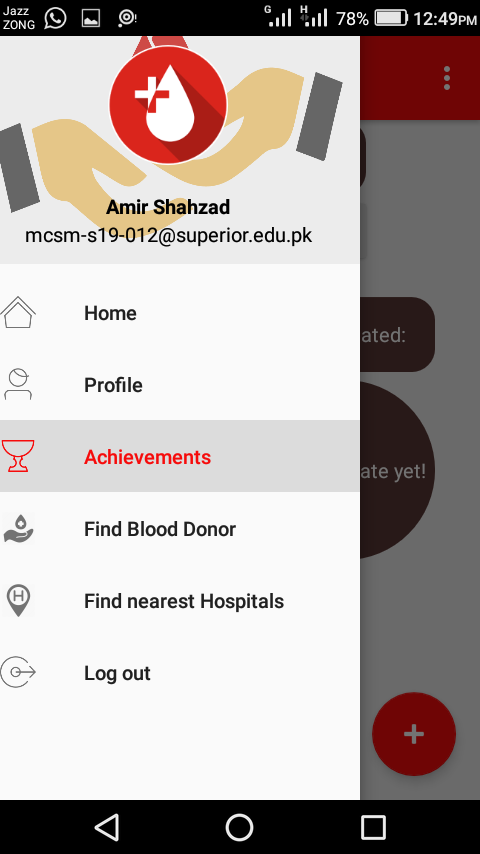 Jazz
ZONG
G
H
78%
12:49PM
Amir Shahzad
mcsm-s19-012@superior.edu.pk
Home
Profile
ated:
Achievements
ate yet!
Find Blood Donor
H
Find nearest Hospitals
Log out